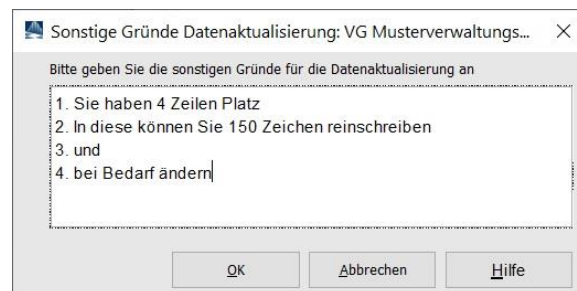 Sonstige Gründe Datenaktualisierung: VG Musterverwaltungs...
Bitte geben Sie die sonstigen Gründe für die Datenaktualisierung an
1. Sie haben 4 Zeilen Platz
2. In diese können Sie 150 Zeichen reinschreiben
3. und
4. bei Bedarf ändern
OK Abbrechen Hilfe